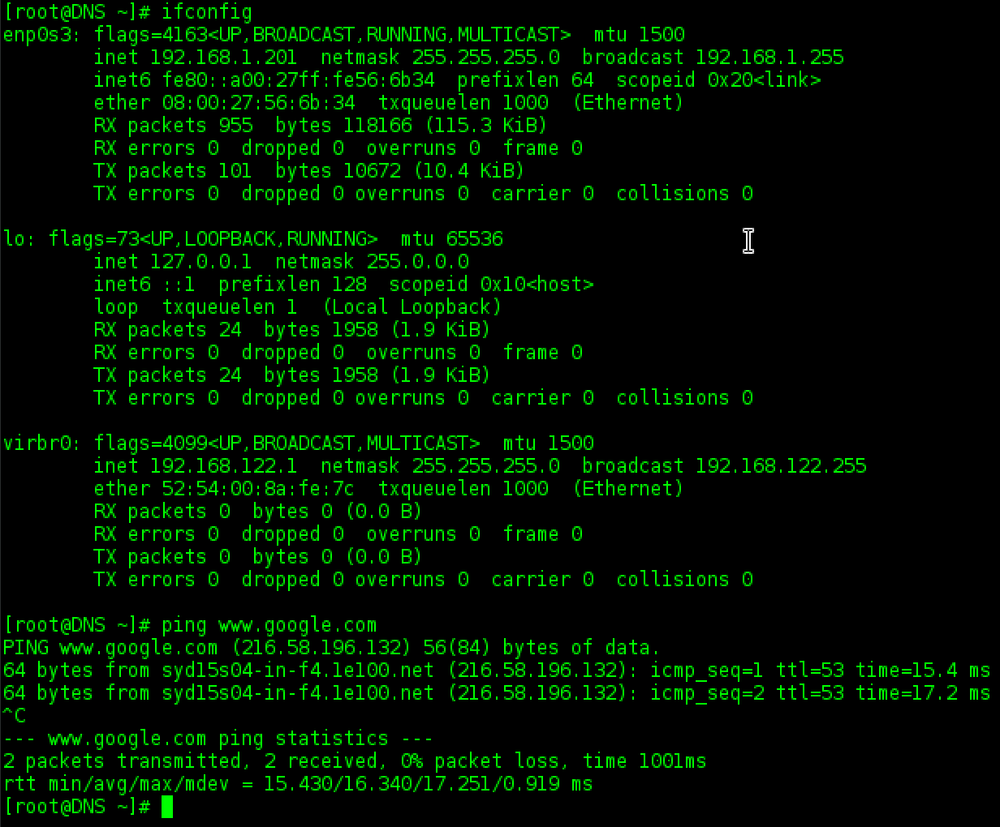 [root@DNS ~]# ifconfig
enp0s3: flags=4163<UP,BROADCAST,RUNNING,MULTICAST>  mtu 1500
        inet 192.168.1.201  netmask 255.255.255.0  broadcast 192.168.1.255
        inet6 fe80::a00:27ff:fe56:6b34  prefixlen 64  scopeid 0x20<link>
        ether 08:00:27:56:6b:34  txqueuelen 1000  (Ethernet)
        RX packets 955  bytes 118166 (115.3 KiB)
        RX errors 0  dropped 0  overruns 0  frame 0
        TX packets 101  bytes 10672 (10.4 KiB)
        TX errors 0  dropped 0 overruns 0  carrier 0  collisions 0

lo: flags=73<UP,LOOPBACK,RUNNING>  mtu 65536
        inet 127.0.0.1  netmask 255.0.0.0
        inet6 ::1  prefixlen 128  scopeid 0x10<host>
        loop  txqueuelen 1  (Local Loopback)
        RX packets 24  bytes 1958 (1.9 KiB)
        RX errors 0  dropped 0  overruns 0  frame 0
        TX packets 24  bytes 1958 (1.9 KiB)
        TX errors 0  dropped 0 overruns 0  carrier 0  collisions 0

virbr0: flags=4099<UP,BROADCAST,MULTICAST>  mtu 1500
        inet 192.168.122.1  netmask 255.255.255.0  broadcast 192.168.122.255
        ether 52:54:00:8a:fe:7c  txqueuelen 1000  (Ethernet)
        RX packets 0  bytes 0 (0.0 B)
        RX errors 0  dropped 0  overruns 0  frame 0
        TX packets 0  bytes 0 (0.0 B)
        TX errors 0  dropped 0 overruns 0  carrier 0  collisions 0

[root@DNS ~]# ping www.google.com
PING www.google.com (216.58.196.132) 56(84) bytes of data.
64 bytes from syd15s04-in-f4.1e100.net (216.58.196.132): icmp_seq=1 ttl=53 time=15.4 ms
64 bytes from syd15s04-in-f4.1e100.net (216.58.196.132): icmp_seq=2 ttl=53 time=17.2 ms
^C
--- www.google.com ping statistics ---
2 packets transmitted, 2 received, 0% packet loss, time 1001ms
rtt min/avg/max/mdev = 15.430/16.340/17.251/0.919 ms
[root@DNS ~]#